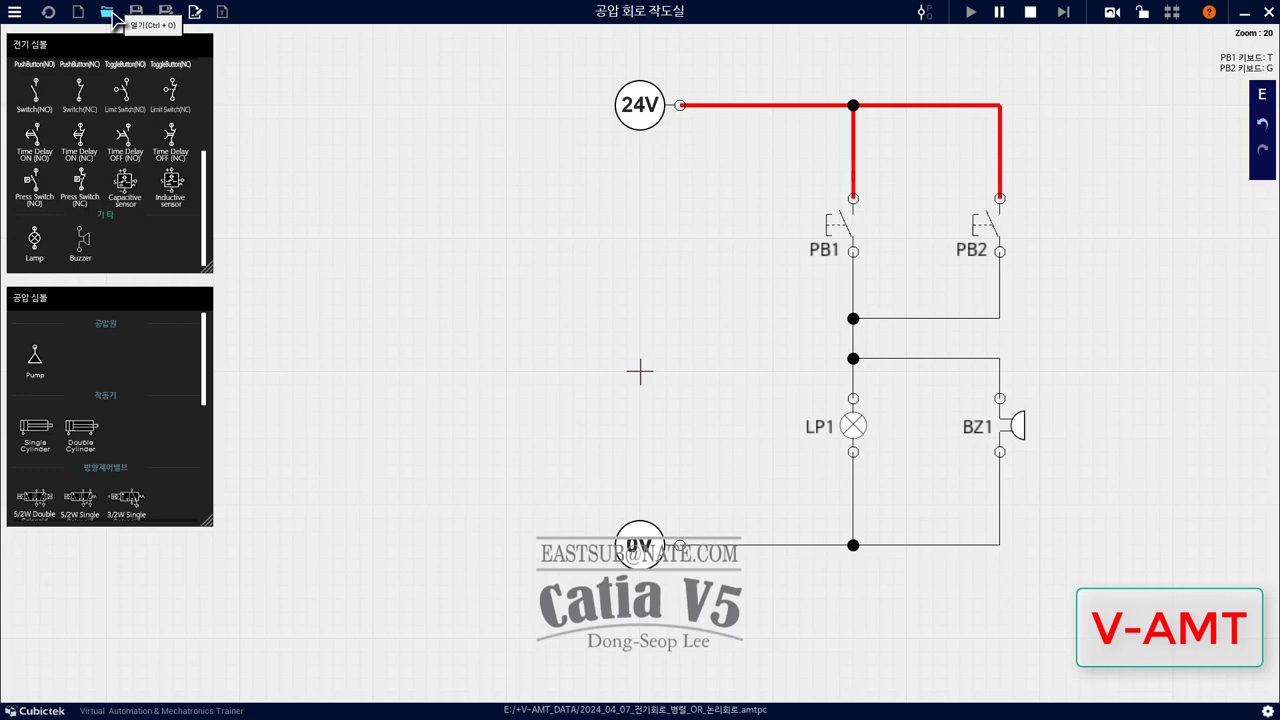 열기(Ctrl + O)
공압 회로 작도실
Zoom : 20
PB1 키보드: T
PB2 키보드: G
E
전기 심볼
PushButton(NO) PushButton(NC) ToggleButton(NO) ToggleButton(NC)
Switch(NO) Switch(NC) Limit Switch(NO) Limit Switch(NC)
Time Delay ON (NO) Time Delay ON (NC) Time Delay OFF (NO) Time Delay OFF (NC)
Press Switch (NO) Press Switch (NC) Capacitive sensor Inductive sensor
기 타
Lamp Buzzer
공압 심볼
공압원
Pump
작동기
Single Cylinder Double Cylinder
방향제어밸브
5/2W Double 5/2W Single 3/2W Single
24V
PB1 PB2
LP1 BZ1
0V
EASTSUB@NATE.COM
Catia V5
Dong-Seop Lee
V-AMT
Cubictek Virtual Automation & Mechatronics Trainer
E:/+V-AMT_DATA/2024_04_07_전기회로_병렬_OR_논리회로.amtpc